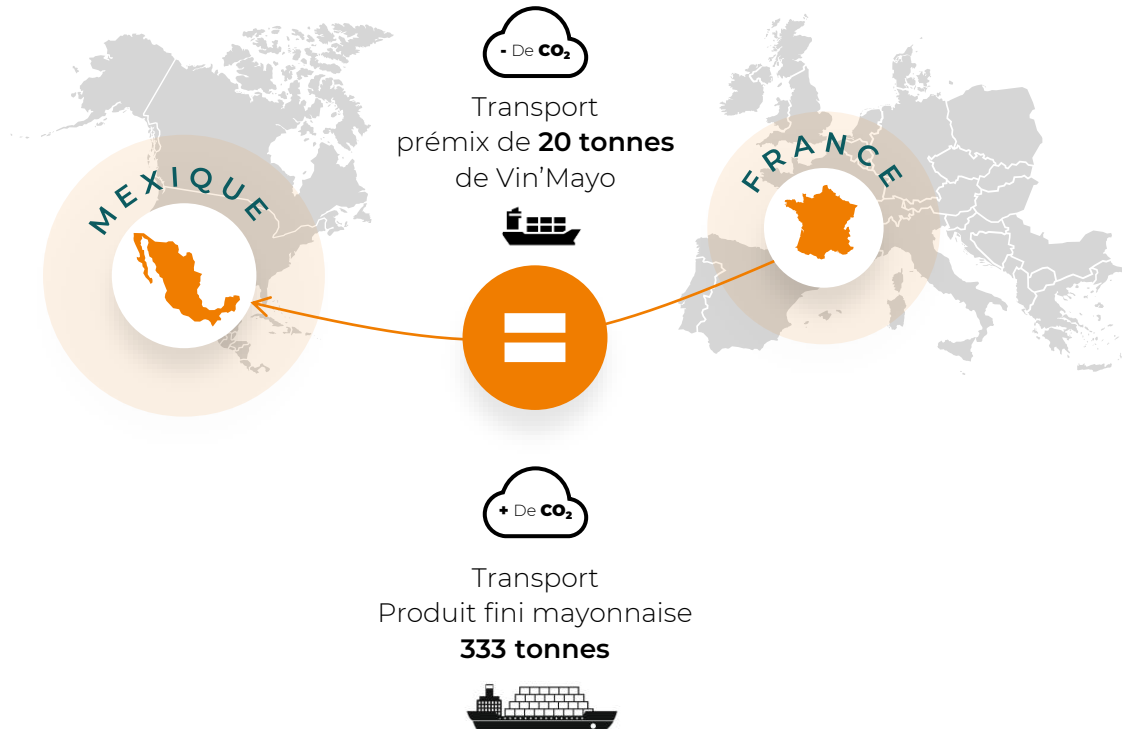 - De CO₂
Transport
prémix de 20 tonnes
de Vin’Mayo
MEXIQUE
FRANCE
+ De CO₂
Transport
Produit fini mayonnaise
333 tonnes